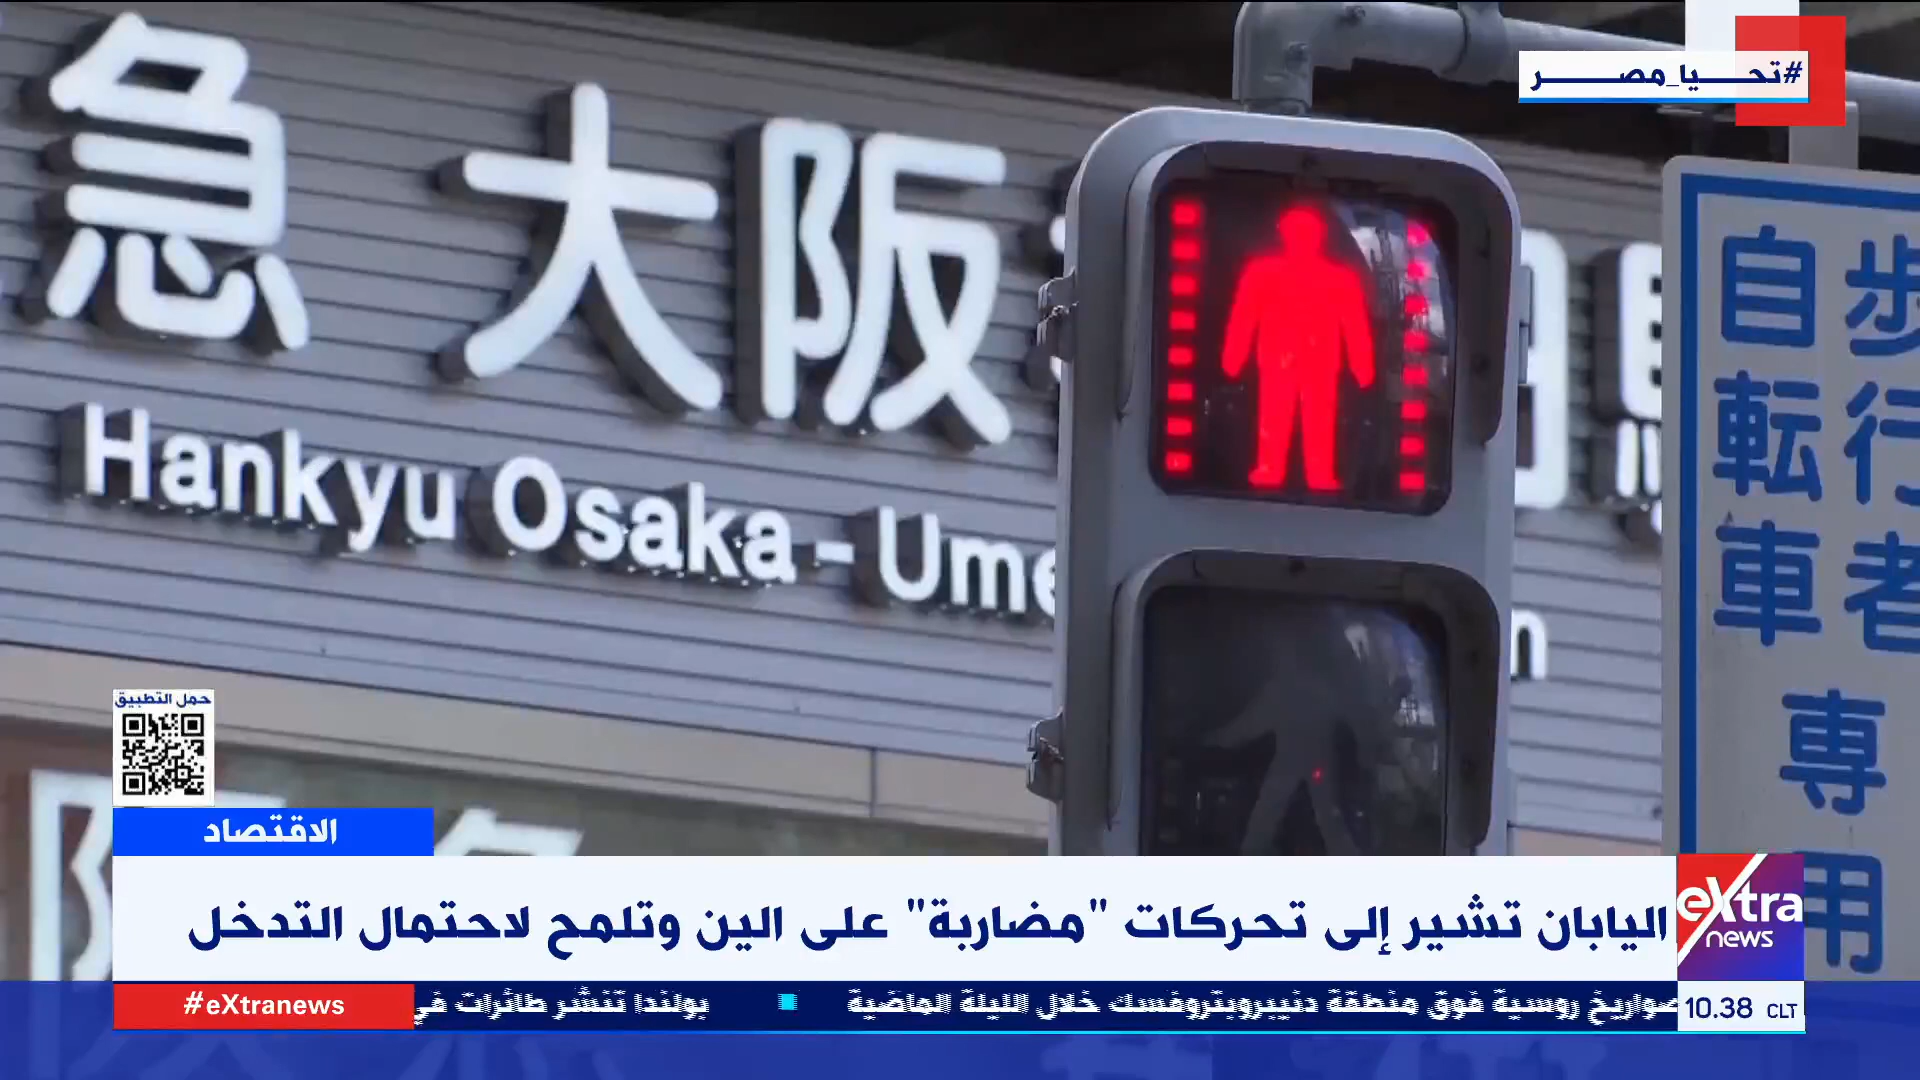 #تحـــيا_مصـــــر
急 大阪
Hankyu Osaka-Ume
自転車
歩行者
専用
حمل التطبيق
الاقتصاد
اليابان تشير إلى تحركات "مضاربة" على الين وتلمح لاحتمال التدخل
eXtra news
#eXtranews
صواريخ روسية فوق منطقة دنيبروبتروفسك خلال الليلة الماضية
بولندا تنشر طائرات في
10.38 CLT